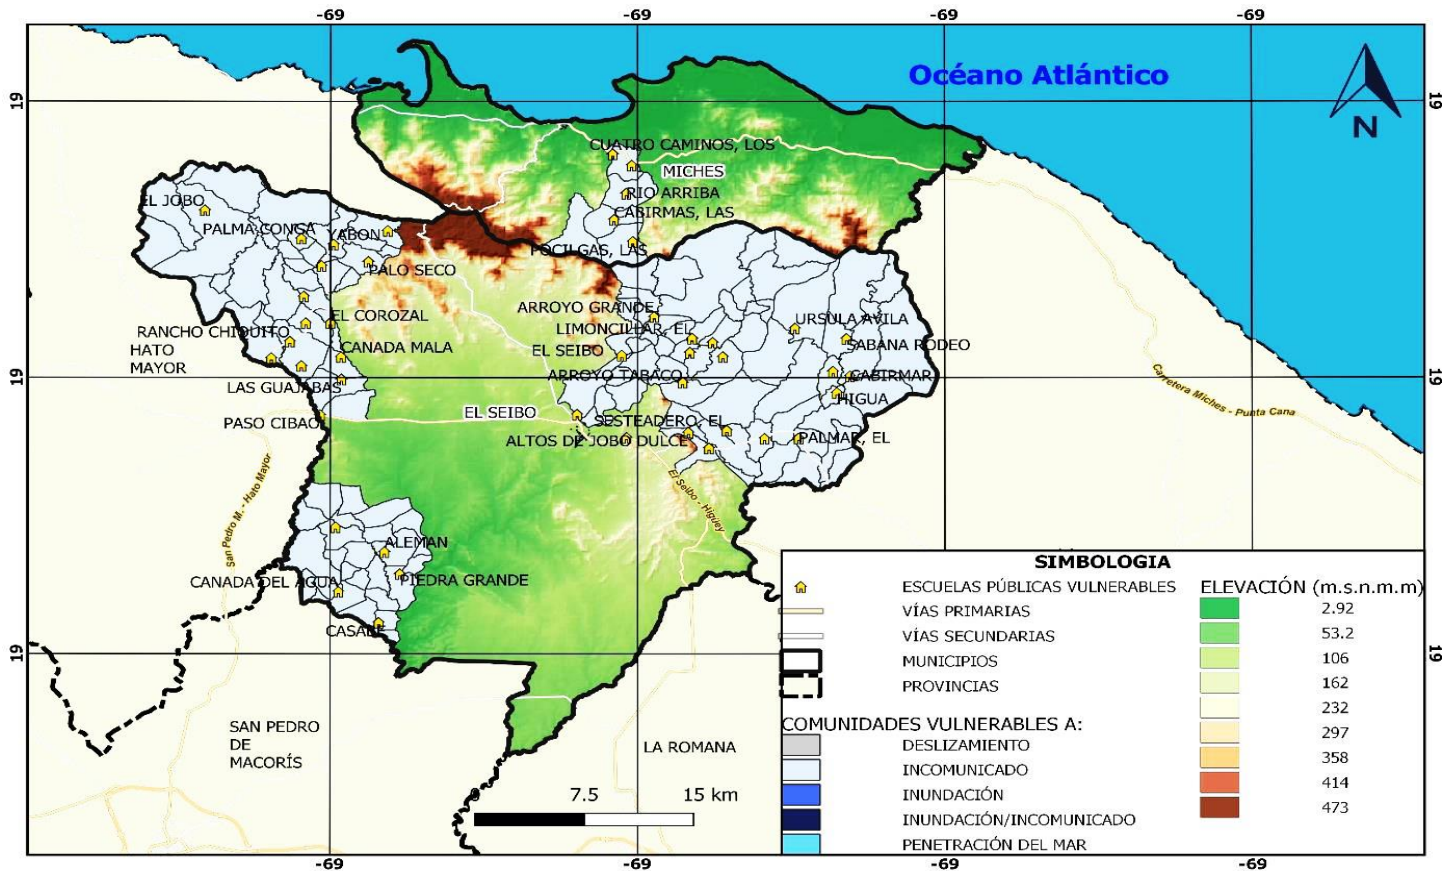 -69 -69 -69 -69
Océano Atlántico
19 19
N
CUATRO CAMINOS, LOS
MICHES
RIO ARRIBA
EL JOBO
CABIRMAS, LAS
PALMA CONGA
YABON
POCILGAS, LAS
PALO SECO
ARROYO GRANDE
EL COROZAL
URSULA AVILA
LIMONCILLAR, EL
RANCHO CHIQUITO
SABANA RODEO
HATO
MAYOR
CANADA MALA
EL SEIBO
19 19
ARROYO TABACO
CABIRMAR
LAS GUAJABAS
HIGUA
Carretera Miches - Punta Cana
EL SEIBO
PASO CIBAO
SESTEADERO, EL
ALTOS DE JOBO DULCE
PALMAR, EL
San Pedro M. - Hato Mayor
El Seibo - Higüey
ALEMAN
CANADA DEL AGUA
PIEDRA GRANDE
CASABE
19 19
SAN PEDRO
DE
MACORÍS
LA ROMANA
0 7.5 15 km
SIMBOLOGIA
ESCUELAS PÚBLICAS VULNERABLES
VÍAS PRIMARIAS
VÍAS SECUNDARIAS
MUNICIPIOS
PROVINCIAS
COMUNIDADES VULNERABLES A:
DESLIZAMIENTO
INCOMUNICADO
INUNDACIÓN
INUNDACIÓN/INCOMUNICADO
PENETRACIÓN DEL MAR
ELEVACIÓN (m.s.n.m.m)
2.92
53.2
106
162
232
297
358
414
473
-69 -69 -69 -69